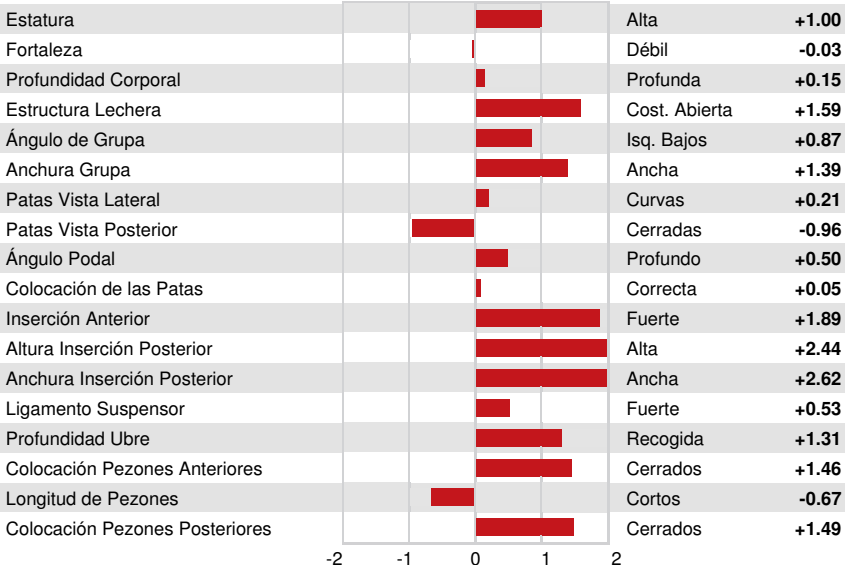 Estatura Alta +1.00
Fortaleza Débil -0.03
Profundidad Corporal Profunda +0.15
Estructura Lechera Cost. Abierta +1.59
Ángulo de Grupa Isq. Bajos +0.87
Anchura Grupa Ancha +1.39
Patas Vista Lateral Curvas +0.21
Patas Vista Posterior Cerradas -0.96
Ángulo Podal Profundo +0.50
Colocación de las Patas Correcta +0.05
Inserción Anterior Fuerte +1.89
Altura Inserción Posterior Alta +2.44
Anchura Inserción Posterior Ancha +2.62
Ligamento Suspensor Fuerte +0.53
Profundidad Ubre Recogida +1.31
Colocación Pezones Anteriores Cerrados +1.46
Longitud de Pezones Cortos -0.67
Colocación Pezones Posteriores Cerrados +1.49
-2 -1 0 1 2